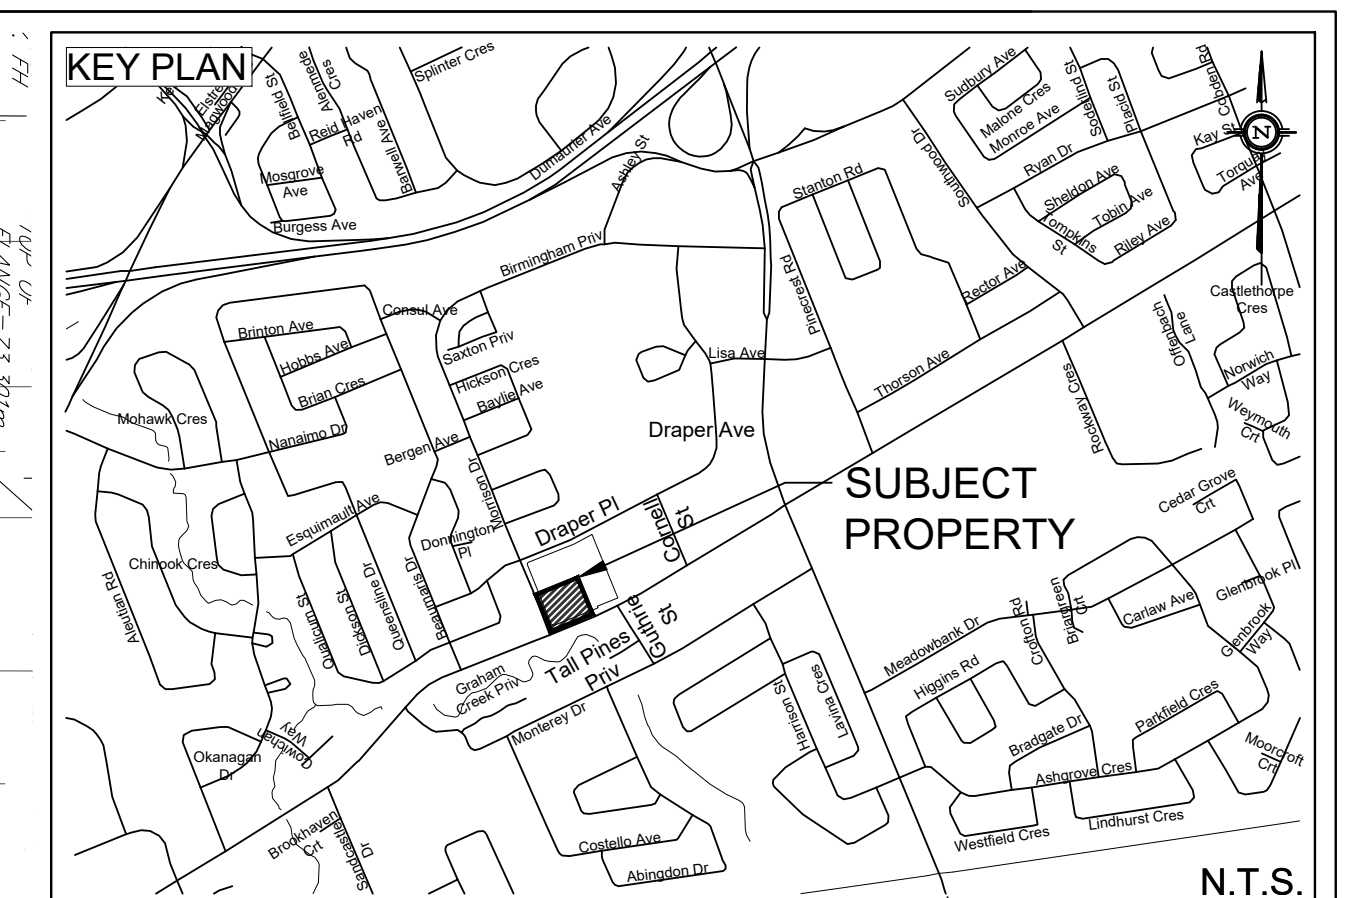 KEY PLAN
Splinter Cres
Bellfield St
Alenmede
Cres
Reid Haven
Rd
Barwell Ave
Mosgrove
Ave
Burgess Ave
Dumaurier Ave
Ashley St
Birmingham Priv
Stanton Rd
Southwood Dr
Sudbury Ave
Malone Cres
Monroe Ave
Soderlind St
Placid St
Cobden Rd
Kay
Torque
Ave
N
Ryan Dr
Sheldon Ave
Tobin Ave
Tompkins
St
Riley Ave
Rector Ave
Pinecrest Rd
Castlethorpe
Cres
Offenbach
Lane
Norwich
Way
Weymouth
Crt
Consul Ave
Brinton Ave
Hobbs Ave
Brian Cres
Nanaimo Dr
Mohawk Cres
Saxton Priv
Hickson Cres
Baylie Ave
Bergen Ave
Lisa Ave
Thorson Ave
Rockway Cres
Draper Ave
Morrison Dr
SUBJECT
PROPERTY
Cedar Grove
Crt
Esquimault Ave
Donnington
Pl
Draper Pl
Cornell
St
Chinook Cres
Aleutian Rd
Qualicum St
Dickson St
Queensline Dr
Beaumaris Dr
Guthrie
St
Tall Pines
Priv
Graham
Creek Priv
Monterey Dr
Meadowbank Dr
Crofton Rd
Briargreen
Crt
Carlaw Ave
Glenbrook Pl
Glenbrook
Way
Higgins Rd
Harrison St
Lavina Cres
Bradgate Dr
Parkfield Cres
Ashgrove Cres
Moorcroft
Crt
Okanagan
Dr
Cowichan
Way
Brookhaven
Crt
Sandcastle
Dr
Costello Ave
Abingdon Dr
Westfield Cres
Lindhurst Cres
N.T.S.
FH